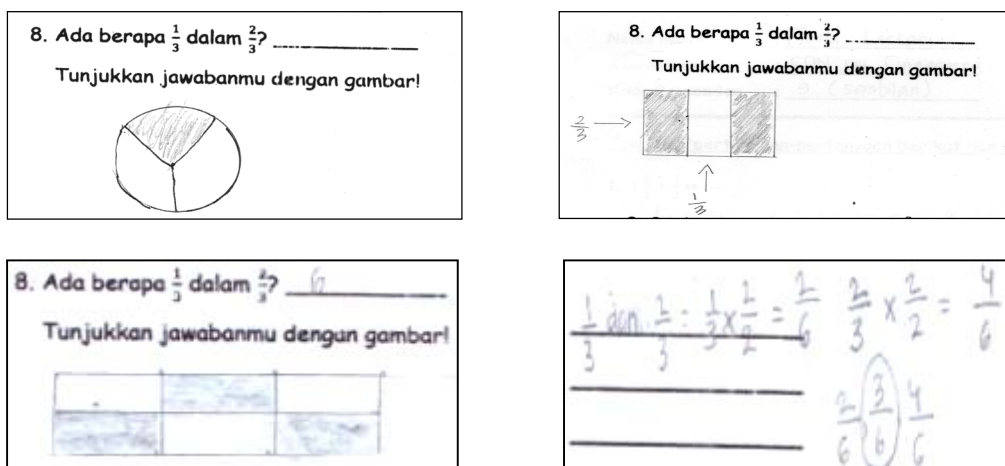 8. Ada berapa 1/3 dalam 2/3? ____________
Tunjukkan jawabanmu dengan gambar!
8. Ada berapa 1/3 dalam 2/3? ____________
Tunjukkan jawabanmu dengan gambar!
2/3 →
↑
1/3
8. Ada berapa 1/3 dalam 2/3? 6
Tunjukkan jawabanmu dengan gambar!
1/3 dan 2/3 = 1/3 x 2/2 = 2/6 2/3 x 2/2 = 4/6
2/6 3/6 4/6